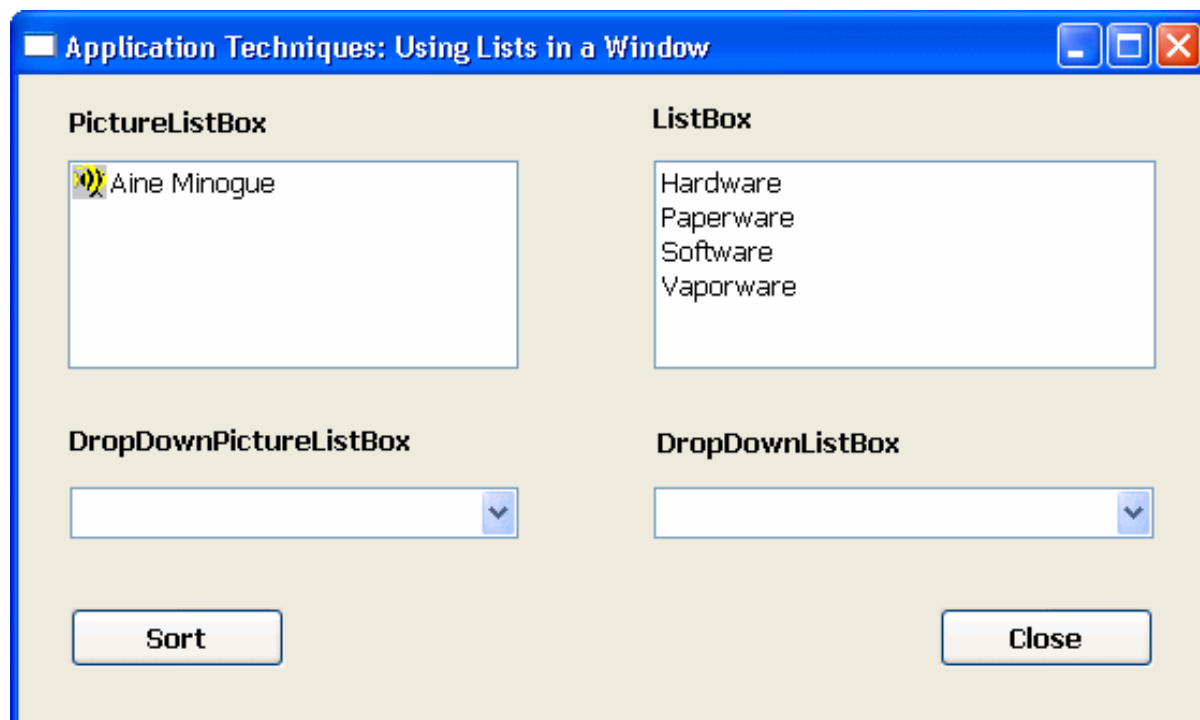 Application Techniques: Using Lists in a Window
PictureListBox
ListBox
Aine Minogue
Hardware
Paperware
Software
Vaporware
DropDownPictureListBox
DropDownListBox
Sort
Close